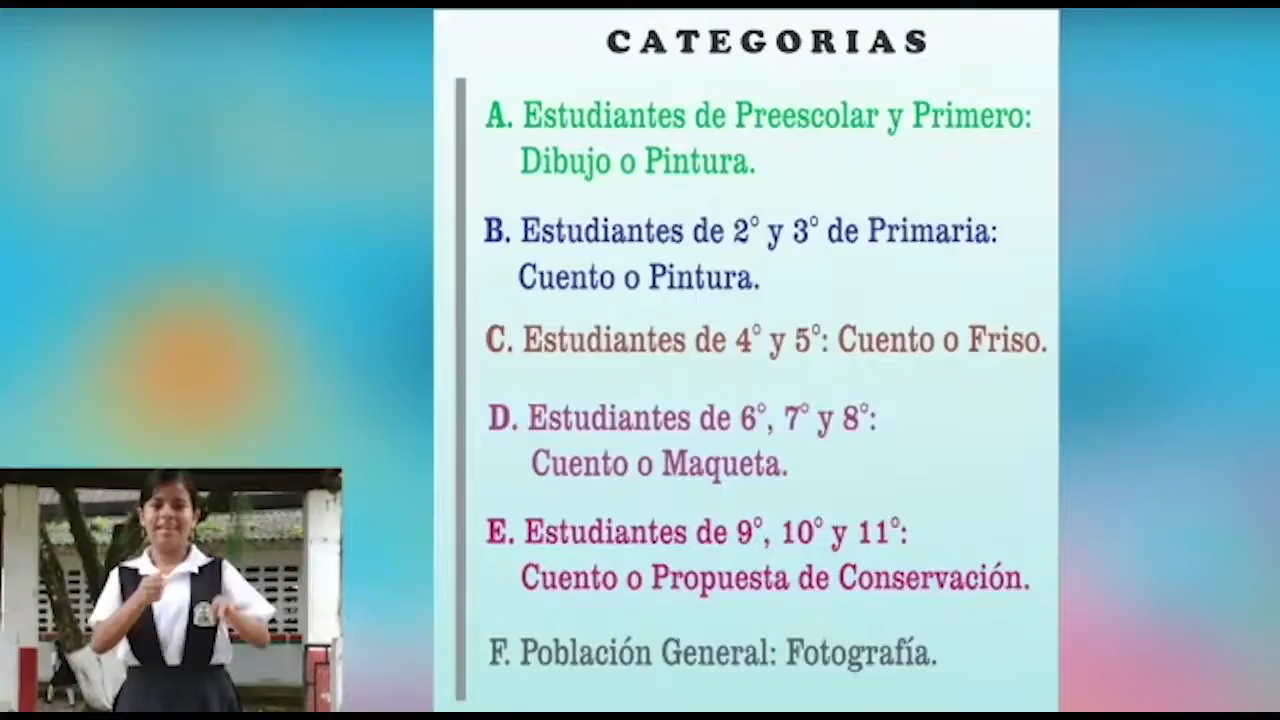 CATEGORIAS
A. Estudiantes de Preescolar y Primero:
Dibujo o Pintura.
B. Estudiantes de 2° y 3° de Primaria:
Cuento o Pintura.
C. Estudiantes de 4° y 5°: Cuento o Friso.
D. Estudiantes de 6°, 7° y 8°:
Cuento o Maqueta.
E. Estudiantes de 9°, 10° y 11°:
Cuento o Propuesta de Conservación.
F. Población General: Fotografía.